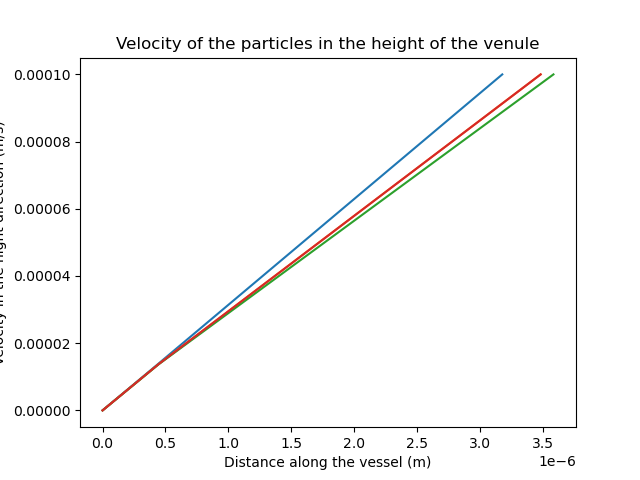 Velocity of the particles in the height of the venule
0.00010
0.00008
0.00006
0.00004
0.00002
0.00000
0.0 0.5 1.0 1.5 2.0 2.5 3.0 3.5
1e−6
Distance along the vessel (m)
in the
direction (m/s)